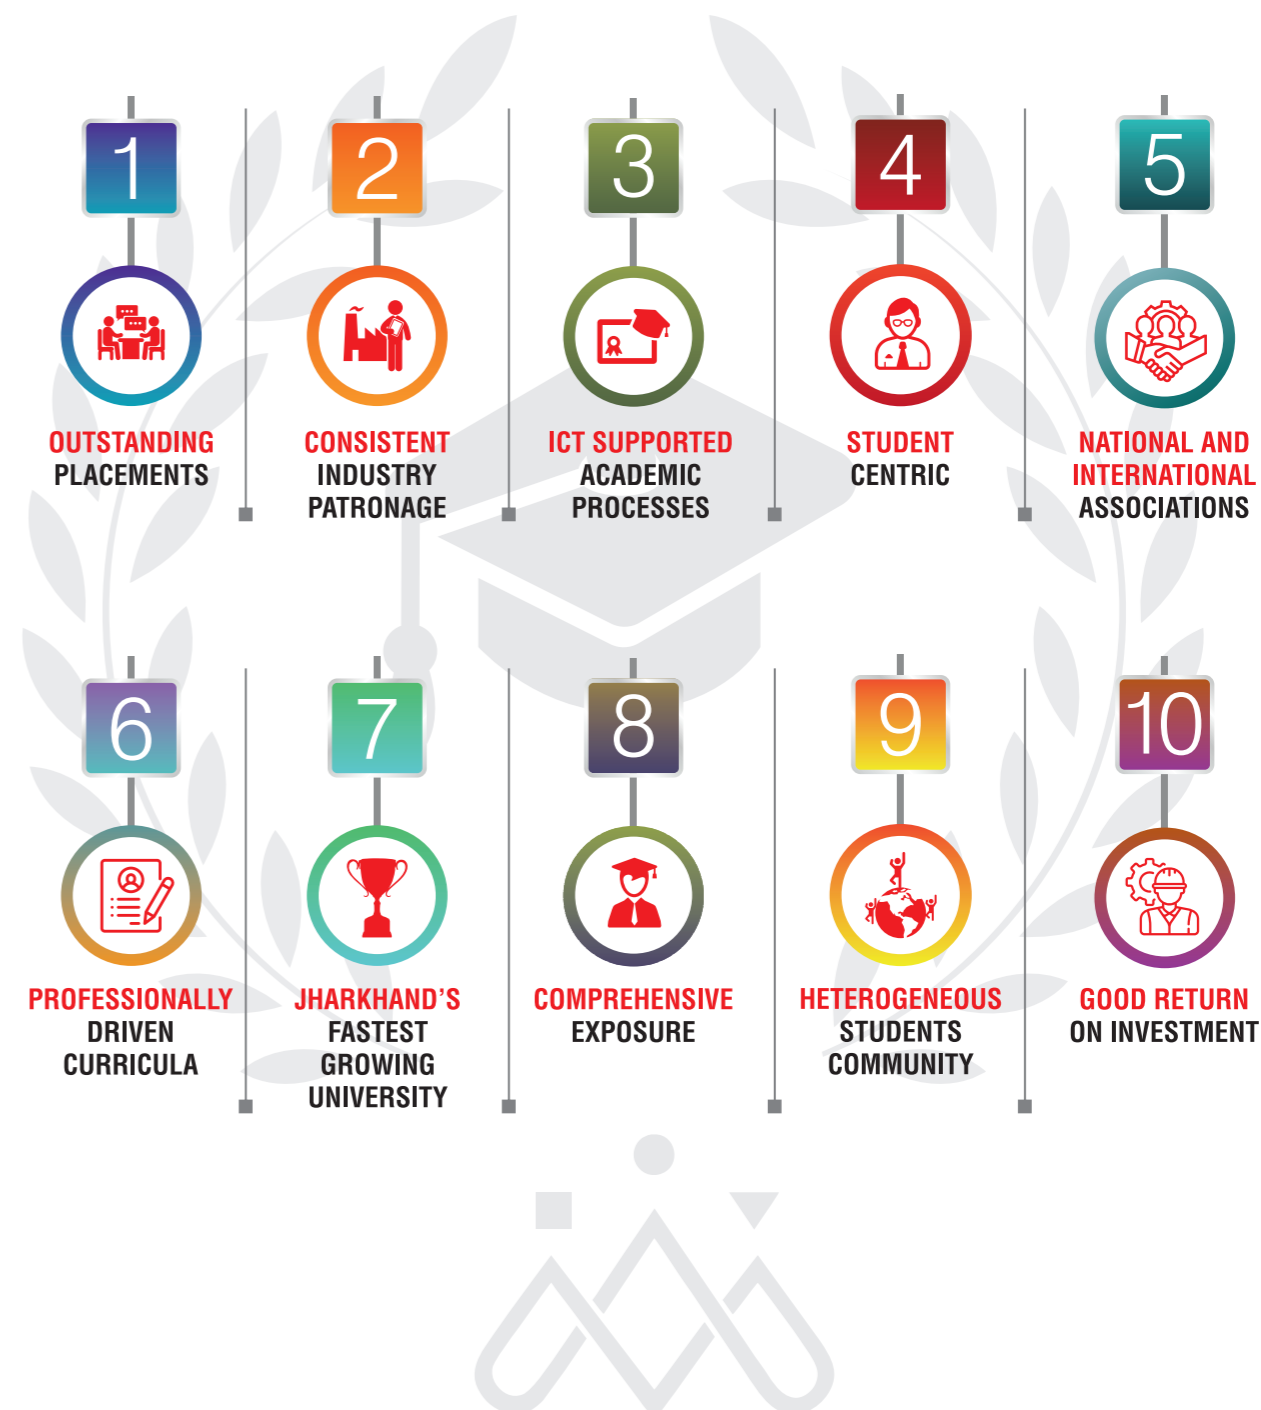 1
OUTSTANDING
PLACEMENTS
2
CONSISTENT
INDUSTRY
PATRONAGE
3
ICT SUPPORTED
ACADEMIC
PROCESSES
4
STUDENT
CENTRIC
5
NATIONAL AND
INTERNATIONAL
ASSOCIATIONS
6
PROFESSIONALLY
DRIVEN
CURRICULA
7
JHARKHAND'S
FASTEST
GROWING
UNIVERSITY
8
COMPREHENSIVE
EXPOSURE
9
HETEROGENEOUS
STUDENTS
COMMUNITY
10
GOOD RETURN
ON INVESTMENT